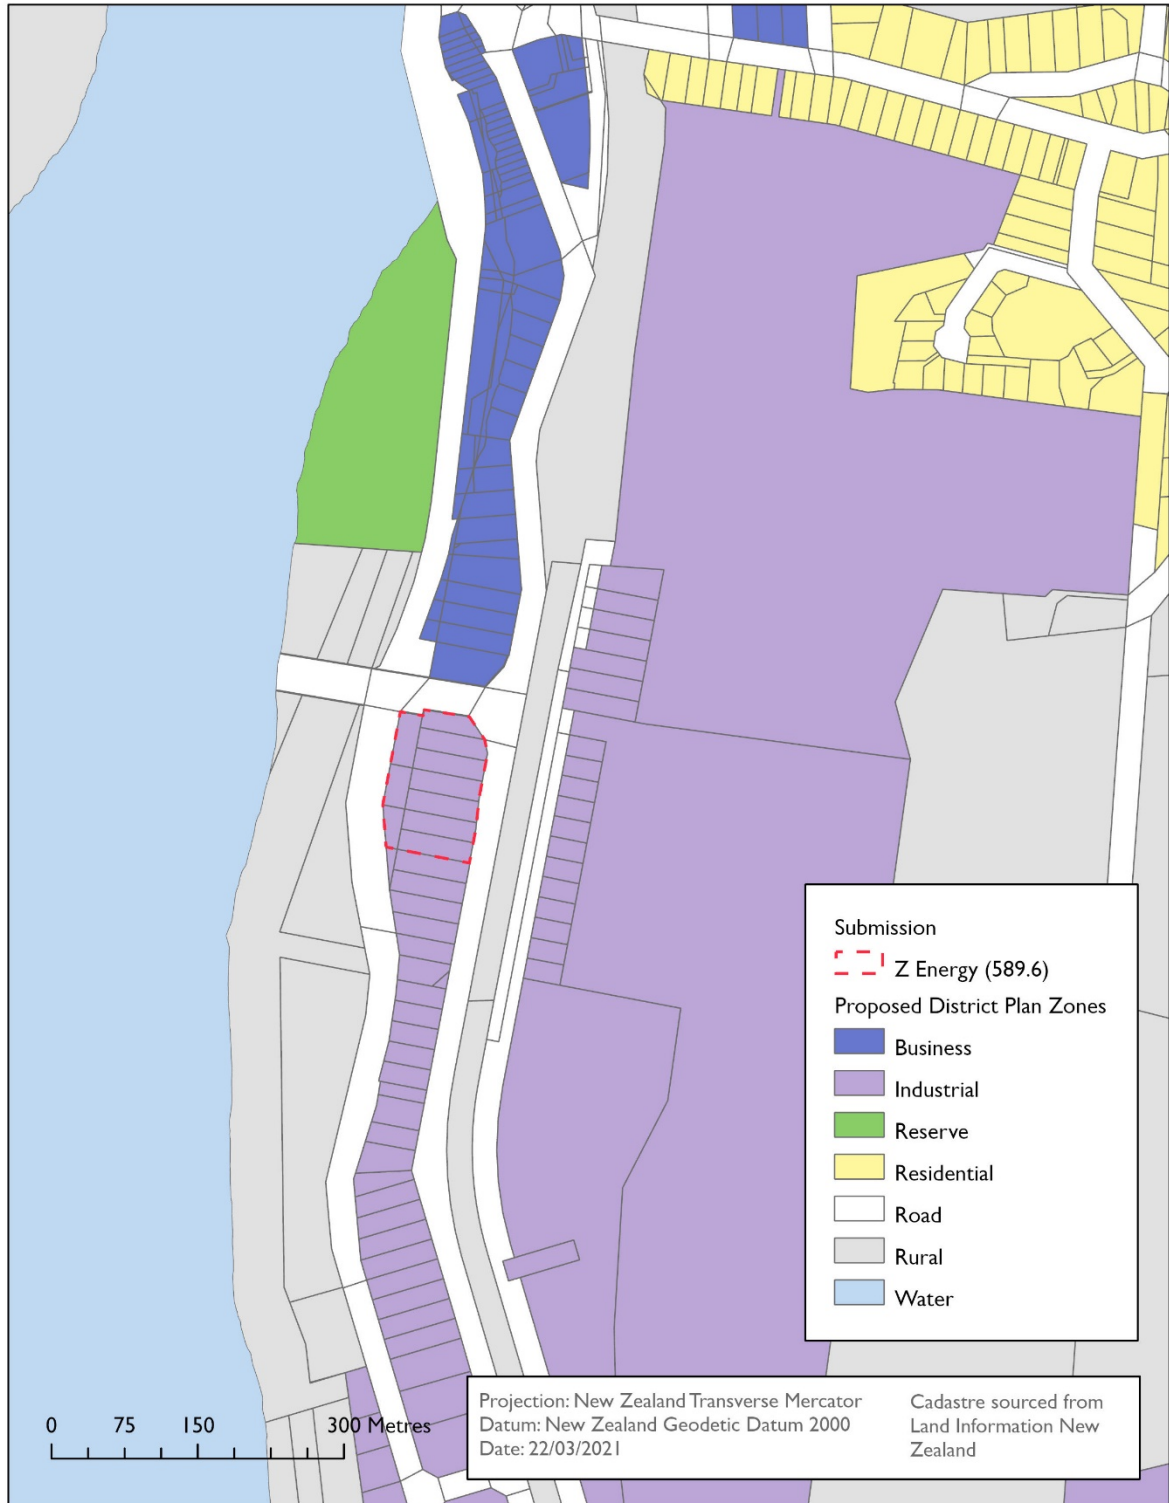 Submission
Z Energy (589.6)
Proposed District Plan Zones
Business
Industrial
Reserve
Residential
Road
Rural
Water
0 75 150 300 Metres
Projection: New Zealand Transverse Mercator
Datum: New Zealand Geodetic Datum 2000
Date: 22/03/2021
Cadastre sourced from
Land Information New
Zealand